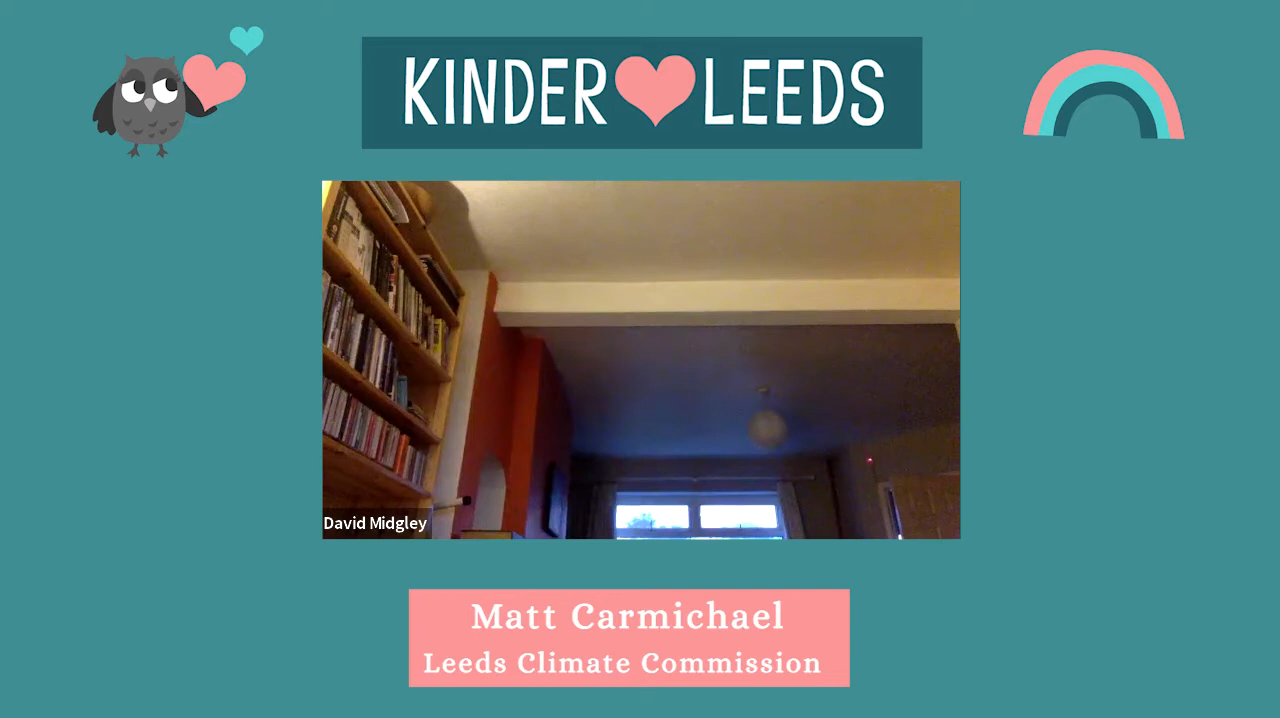 KINDER LEEDS
David Midgley
Matt Carmichael
Leeds Climate Commission